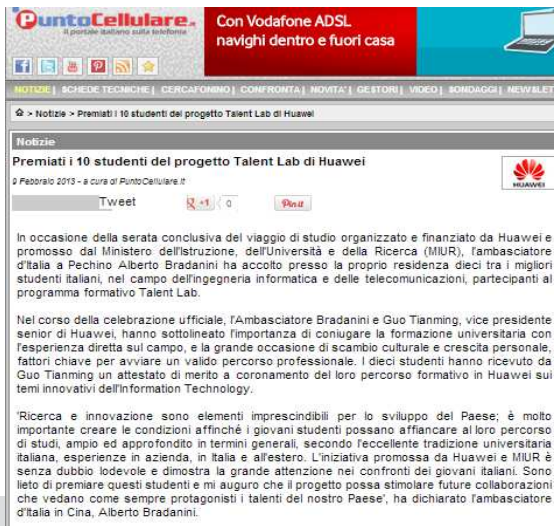 PuntoCellulare.it
il portale italiano sulla telefonia
Con Vodafone ADSL
navighi dentro e fuori casa
NOTIZIE | SCHEDE TECNICHE | CERCAFONINO | CONFRONTA | NOVITA' | GESTORI | VIDEO | SONDAGGI | NEWSLET
> Notizie > Premiati i 10 studenti del progetto Talent Lab di Huawei
Notizie
Premiati i 10 studenti del progetto Talent Lab di Huawei
9 Febbraio 2013 - a cura di PuntoCellulare.it
HUAWEI
Tweet
+1
0
Pin it
In occasione della serata conclusiva del viaggio di studio organizzato e finanziato da Huawei e
promosso dal Ministero dell'Istruzione, dell'Università e della Ricerca (MIUR), l'ambasciatore
d'Italia a Pechino Alberto Bradanini ha accolto presso la proprio residenza dieci tra i migliori
studenti italiani, nel campo dell'ingegneria informatica e delle telecomunicazioni, partecipanti al
programma formativo Talent Lab.
Nel corso della celebrazione ufficiale, l'Ambasciatore Bradanini e Guo Tianming, vice presidente
senior di Huawei, hanno sottolineato l'importanza di coniugare la formazione universitaria con
l'esperienza diretta sul campo, e la grande occasione di scambio culturale e crescita personale,
fattori chiave per avviare un valido percorso professionale. I dieci studenti hanno ricevuto da
Guo Tianming un attestato di merito a coronamento del loro percorso formativo in Huawei sui
temi innovativi dell'Information Technology.
'Ricerca e innovazione sono elementi imprescindibili per lo sviluppo del Paese; è molto
importante creare le condizioni affinché i giovani studenti possano affiancare al loro percorso
di studi, ampio ed approfondito in termini generali, secondo l'eccellente tradizione universitaria
italiana, esperienze in azienda, in Italia e all'estero. L'iniziativa promossa da Huawei e MIUR è
senza dubbio lodevole e dimostra la grande attenzione nei confronti dei giovani italiani. Sono
lieto di premiare questi studenti e mi auguro che il progetto possa stimolare future collaborazioni
che vedano come sempre protagonisti i talenti del nostro Paese', ha dichiarato l'ambasciatore
d'Italia in Cina, Alberto Bradanini.